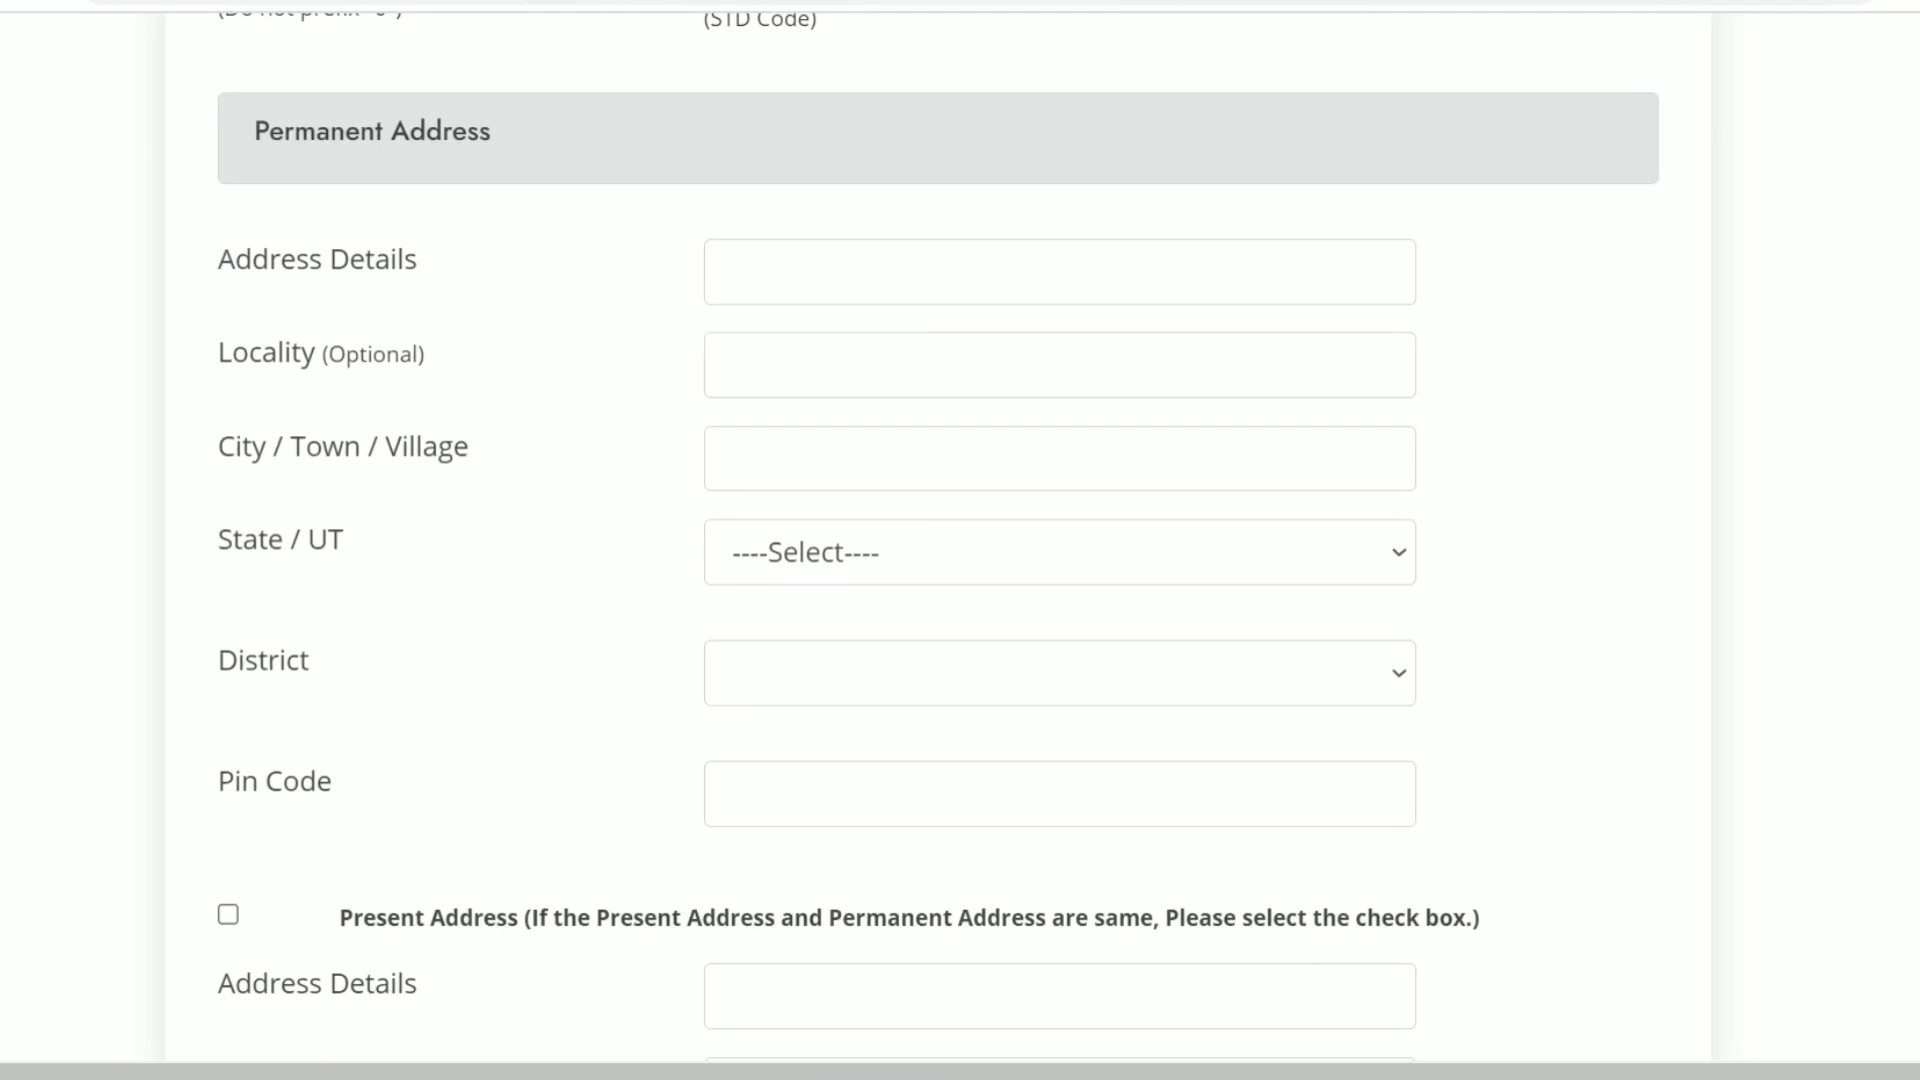 (STD Code)
Permanent Address
Address Details
Locality (Optional)
City / Town / Village
State / UT
----Select----
District
Pin Code
Present Address (If the Present Address and Permanent Address are same, Please select the check box.)
Address Details